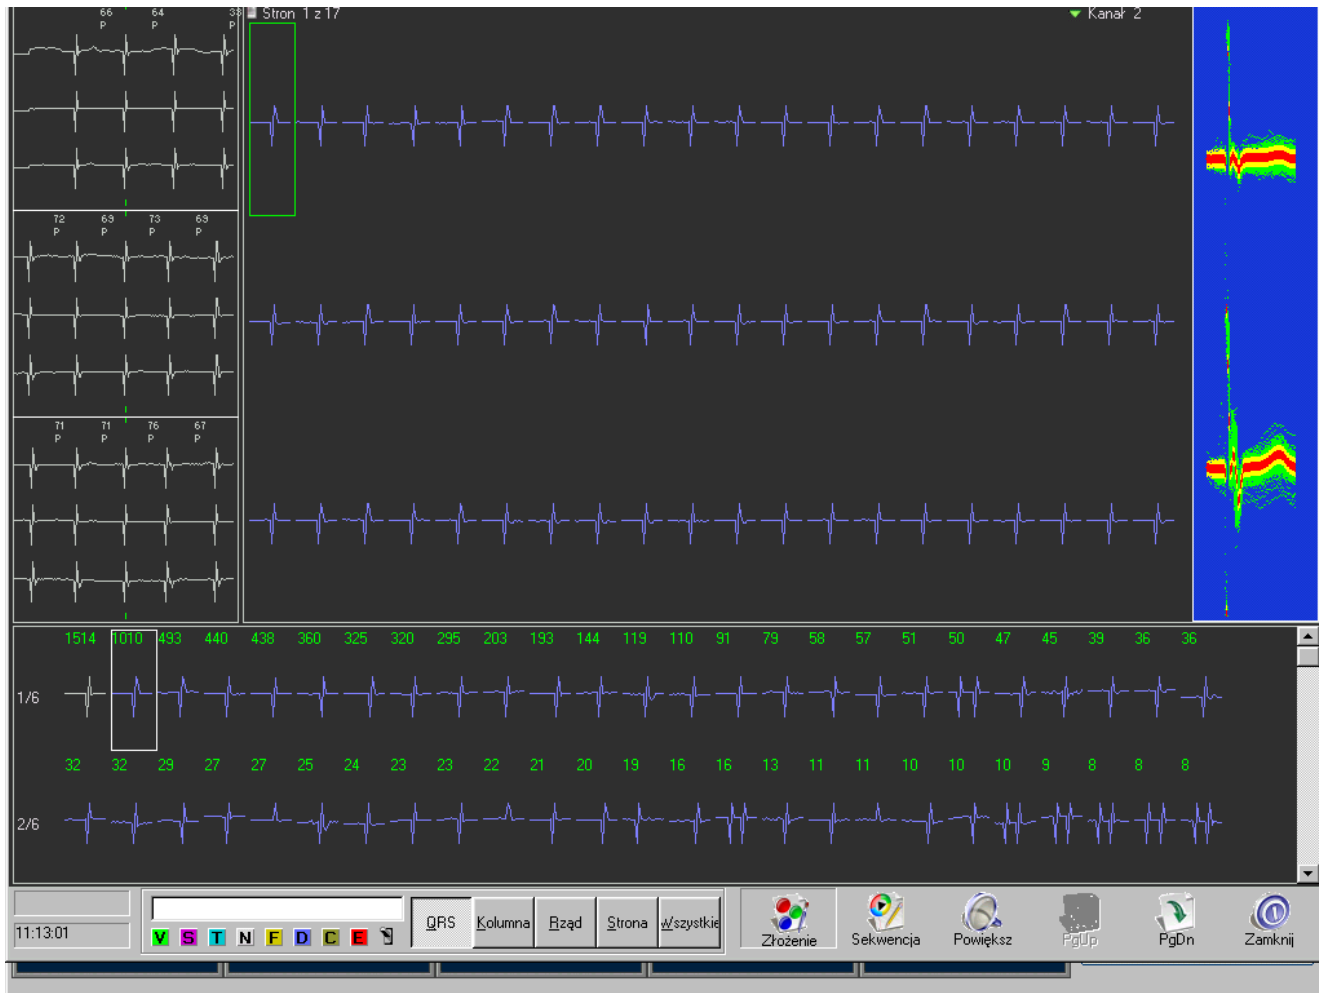 66 64 38
P P P
Stron 1 z 17
Kanał 2
72 69 73 69
P P P P
71 71 76 67
P P P P
1514 1010 493 440 438 360 325 320 295 203 193 144 119 110 91 79 58 57 51 50 47 45 39 36 36
1/6
32 32 29 27 27 25 24 23 23 22 21 20 19 16 16 13 11 11 10 10 10 9 8 8 8
2/6
11:13:01
V S T N F D C E
QRS Kolumna Rząd Strona Wszystkie
Złożenie Sekwencja Powiększ PgUp PgDn Zamknij